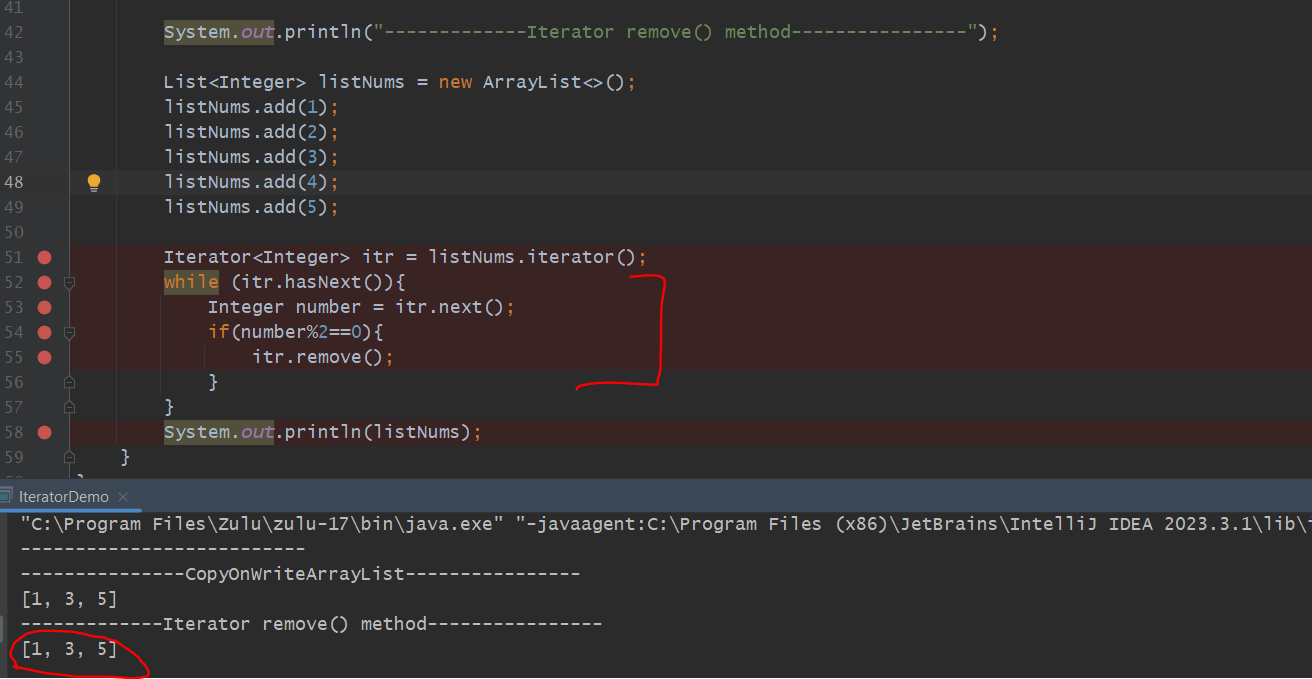 41
42 System.out.println("-------------Iterator remove() method----------------");
43
44 List<Integer> listNums = new ArrayList<>();
45 listNums.add(1);
46 listNums.add(2);
47 listNums.add(3);
48 listNums.add(4);
49 listNums.add(5);
50
51 Iterator<Integer> itr = listNums.iterator();
52 while (itr.hasNext()){
53 Integer number = itr.next();
54 if(number%2==0){
55 itr.remove();
56 }
57 }
58 System.out.println(listNums);
59 }
IteratorDemo ×
"C:\Program Files\Zulu\zulu-17\bin\java.exe" "-javaagent:C:\Program Files (x86)\JetBrains\IntelliJ IDEA 2023.3.1\lib\
--------------------------
---------------CopyOnWriteArrayList----------------
[1, 3, 5]
-------------Iterator remove() method----------------
[1, 3, 5]